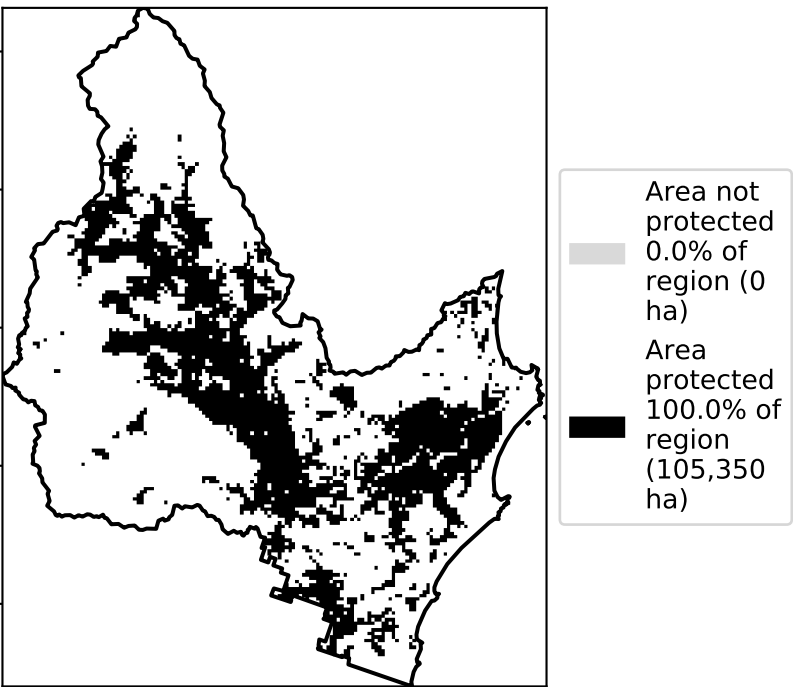 Area not
protected
0.0% of
region (0
ha)
Area
protected
100.0% of
region
(105,350
ha)